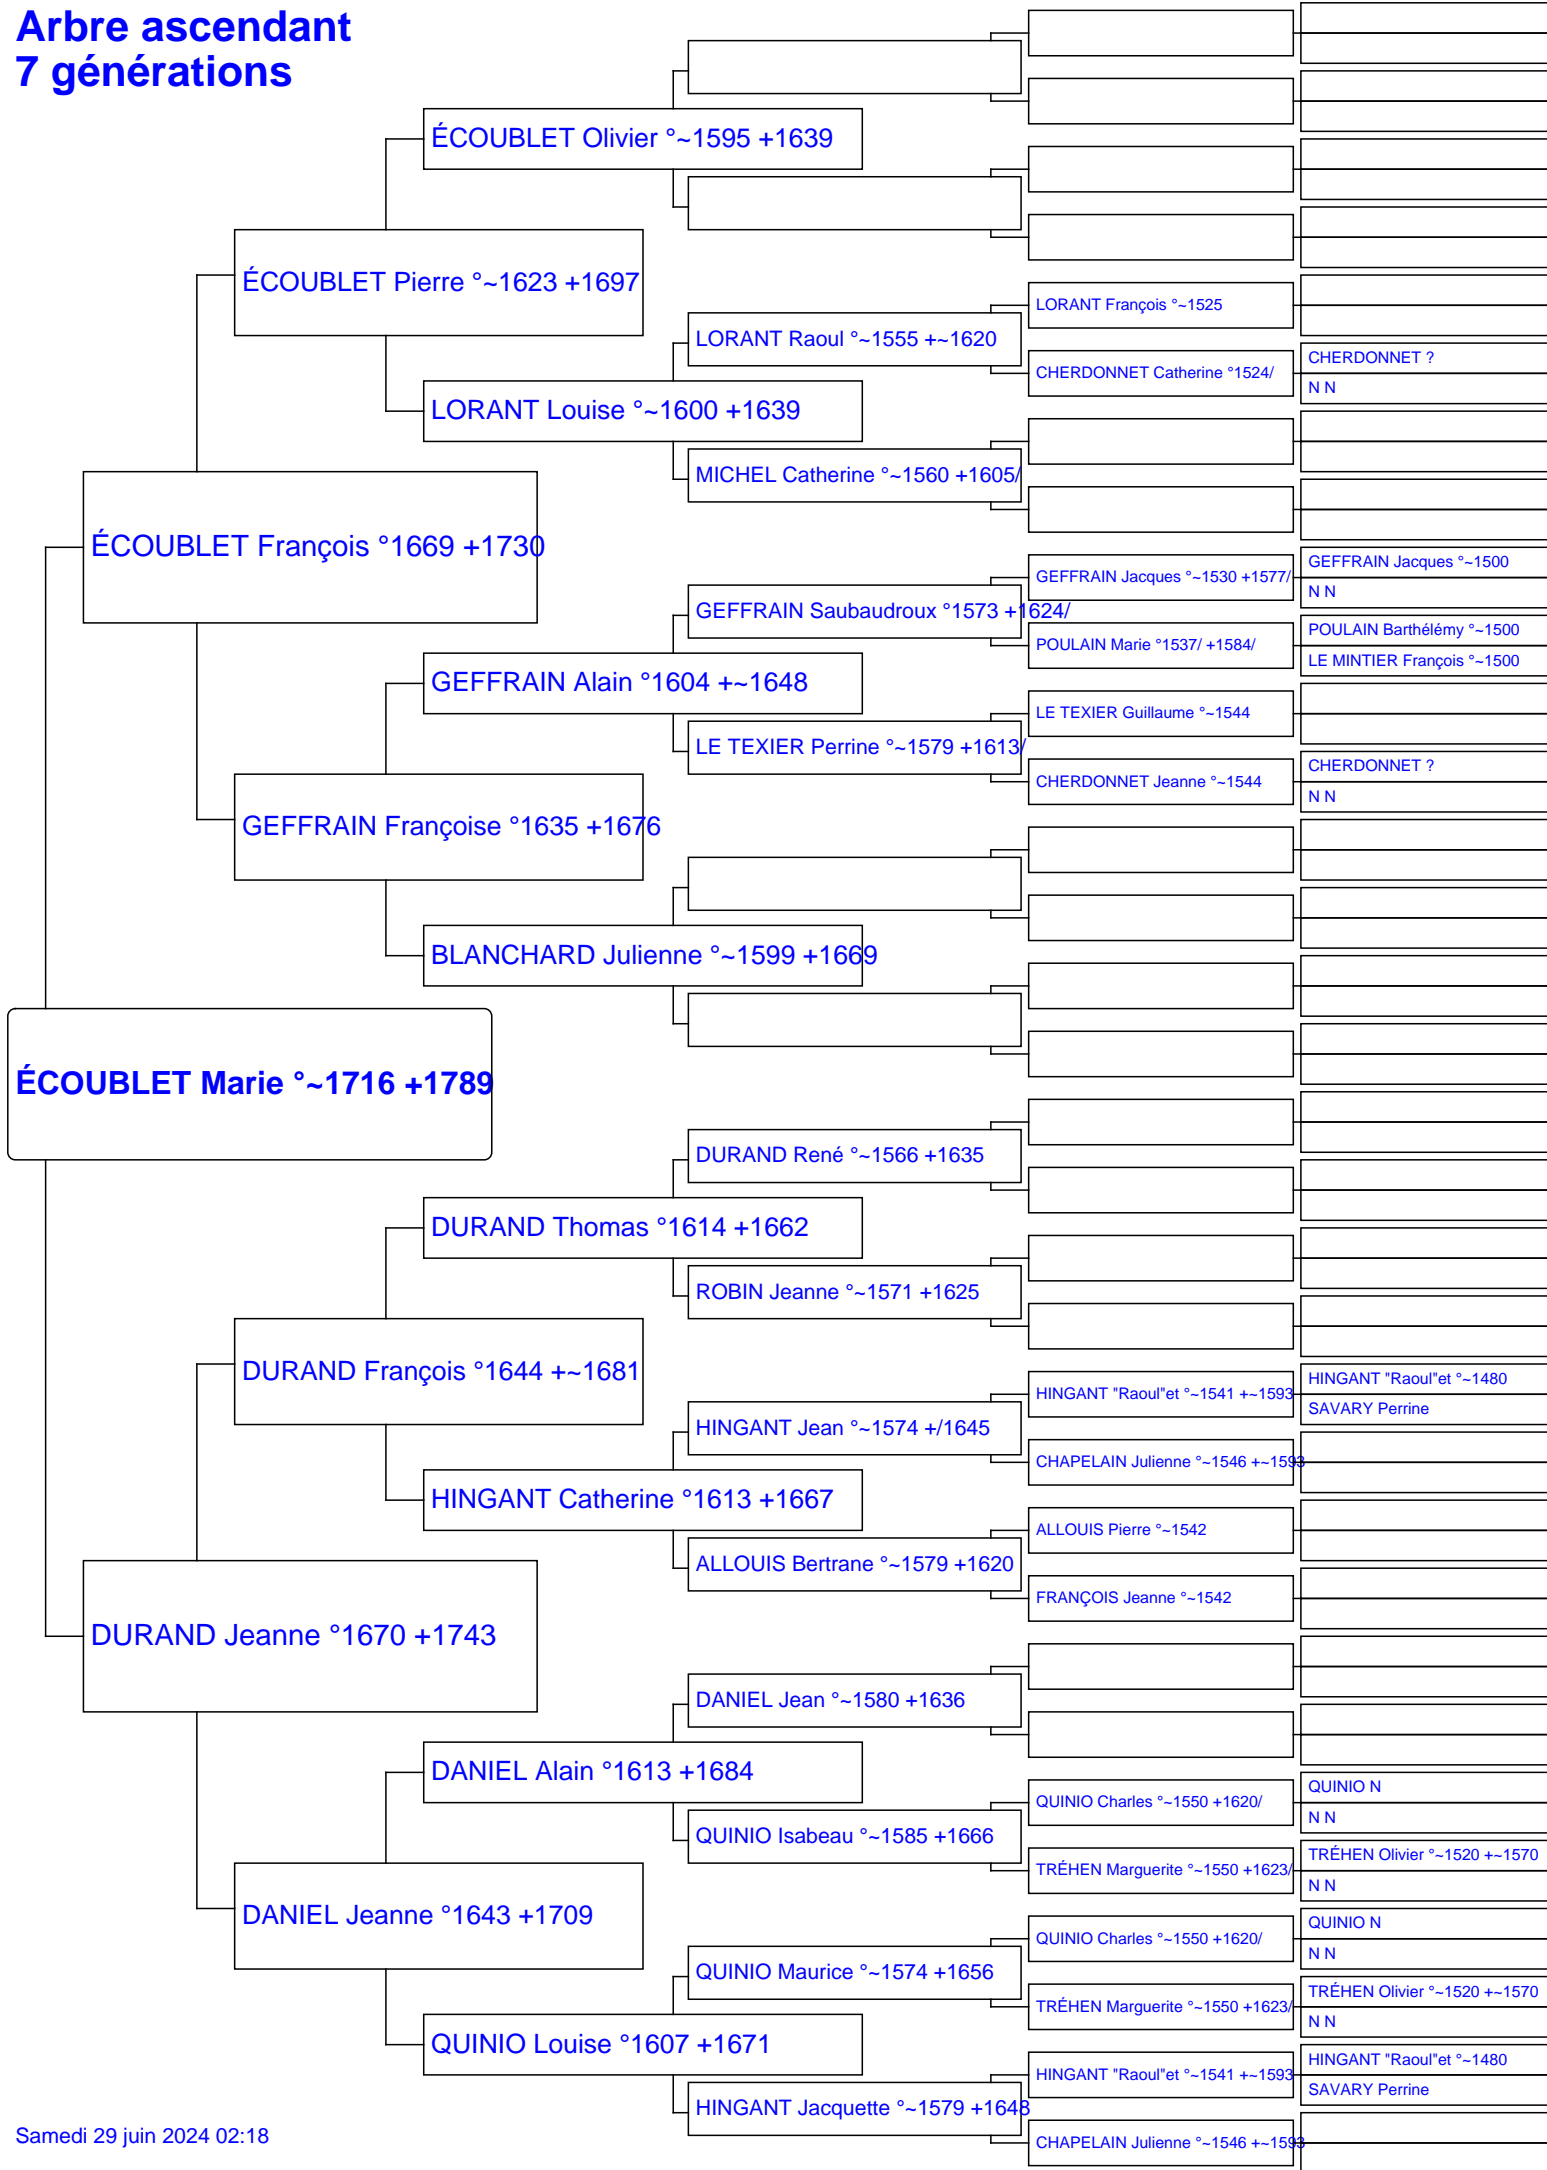 Arbre ascendant
7 générations
ÉCOUBLET Olivier °~1595 +1639
ÉCOUBLET Pierre °~1623 +1697
LORANT François °~1525
LORANT Raoul °~1555 +~1620
CHERDONNET ?
CHERDONNET Catherine °1524/
N N
LORANT Louise °~1600 +1639
MICHEL Catherine °~1560 +1605/
ÉCOUBLET François °1669 +1730
GEFFRAIN Jacques °~1500
GEFFRAIN Jacques °~1530 +1577/
N N
GEFFRAIN Saubaudroux °1573 +1624/
POULAIN Barthélémy °~1500
POULAIN Marie °1537/ +1584/
LE MINTIER François °~1500
GEFFRAIN Alain °1604 +~1648
LE TEXIER Guillaume °~1544
LE TEXIER Perrine °~1579 +1613/
CHERDONNET ?
CHERDONNET Jeanne °~1544
N N
GEFFRAIN Françoise °1635 +1676
BLANCHARD Julienne °~1599 +1669
ÉCOUBLET Marie °~1716 +1789
DURAND René °~1566 +1635
DURAND Thomas °1614 +1662
ROBIN Jeanne °~1571 +1625
DURAND François °1644 +~1681
HINGANT "Raoul"et °~1480
HINGANT "Raoul"et °~1541 +~1593
SAVARY Perrine
HINGANT Jean °~1574 +/1645
CHAPELAIN Julienne °~1546 +~1593
HINGANT Catherine °1613 +1667
ALLOUIS Pierre °~1542
ALLOUIS Bertrane °~1579 +1620
FRANÇOIS Jeanne °~1542
DURAND Jeanne °1670 +1743
DANIEL Jean °~1580 +1636
DANIEL Alain °1613 +1684
QUINIO N
QUINIO Charles °~1550 +1620/
N N
QUINIO Isabeau °~1585 +1666
TRÉHEN Olivier °~1520 +~1570
TRÉHEN Marguerite °~1550 +1623/
N N
DANIEL Jeanne °1643 +1709
QUINIO N
QUINIO Charles °~1550 +1620/
N N
QUINIO Maurice °~1574 +1656
TRÉHEN Olivier °~1520 +~1570
TRÉHEN Marguerite °~1550 +1623/
N N
QUINIO Louise °1607 +1671
HINGANT "Raoul"et °~1480
HINGANT "Raoul"et °~1541 +~1593
SAVARY Perrine
HINGANT Jacquette °~1579 +1648
CHAPELAIN Julienne °~1546 +~1593
Samedi 29 juin 2024 02:18